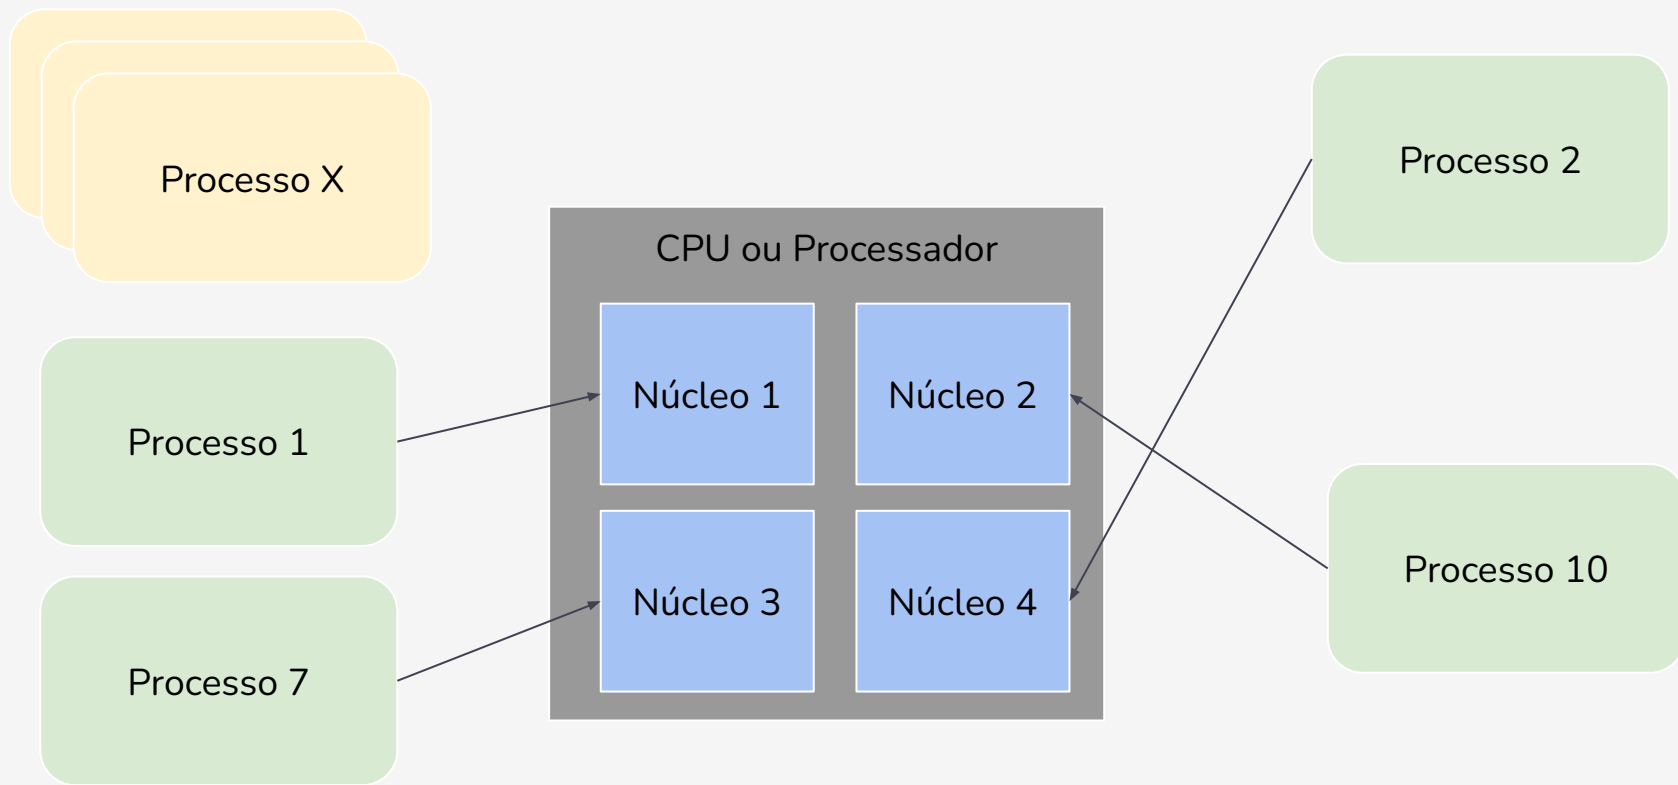 Processo X
Processo 1
Processo 7
CPU ou Processador
Núcleo 1
Núcleo 2
Núcleo 3
Núcleo 4
Processo 2
Processo 10